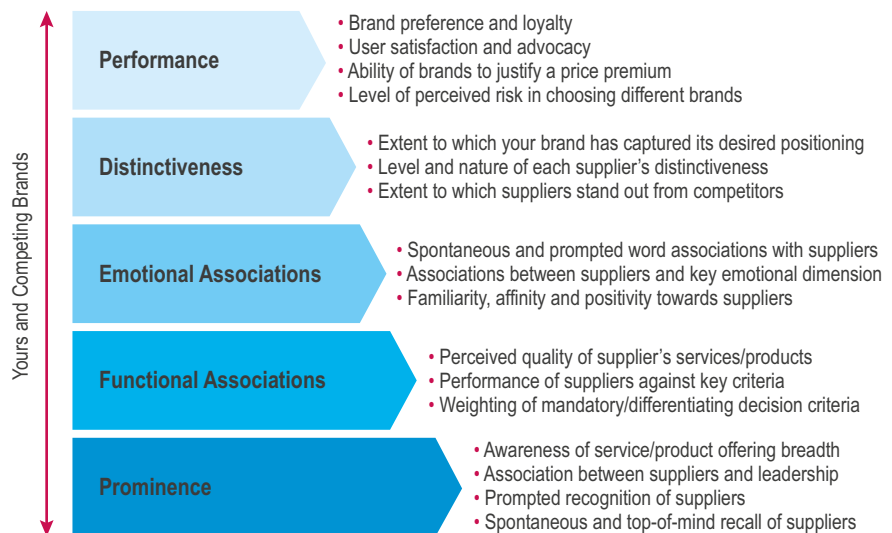 Yours and Competing Brands
Performance
• Brand preference and loyalty
• User satisfaction and advocacy
• Ability of brands to justify a price premium
• Level of perceived risk in choosing different brands
Distinctiveness
• Extent to which your brand has captured its desired positioning
• Level and nature of each supplier's distinctiveness
• Extent to which suppliers stand out from competitors
Emotional Associations
• Spontaneous and prompted word associations with suppliers
• Associations between suppliers and key emotional dimension
• Familiarity, affinity and positivity towards suppliers
Functional Associations
• Perceived quality of supplier's services/products
• Performance of suppliers against key criteria
• Weighting of mandatory/differentiating decision criteria
Prominence
• Awareness of service/product offering breadth
• Association between suppliers and leadership
• Prompted recognition of suppliers
• Spontaneous and top-of-mind recall of suppliers